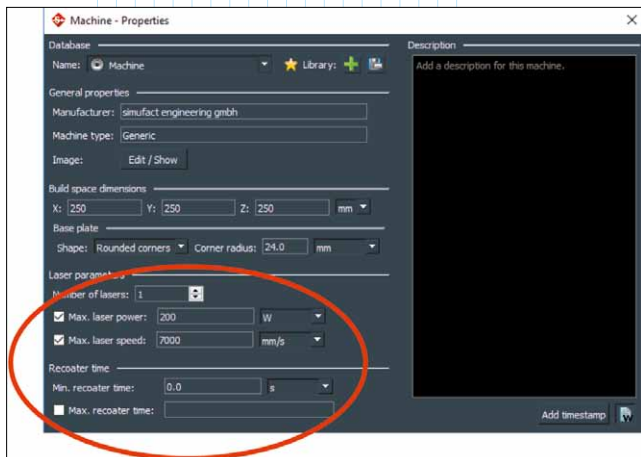 Machine - Properties
Database
Name: Machine Library:
General properties
Manufacturer: simufact engineering gmbh
Machine type: Generic
Image: Edit / Show
Build space dimensions
X: 250 Y: 250 Z: 250 mm
Base plate
Shape: Rounded corners Corner radius: 24.0 mm
Laser parameters
Number of lasers: 1
Max. laser power: 200 W
Max. laser speed: 7000 mm/s
Recoater time
Min. recoater time: 0.0 s
Max. recoater time:
Description
Add a description for this machine.
Add timestamp